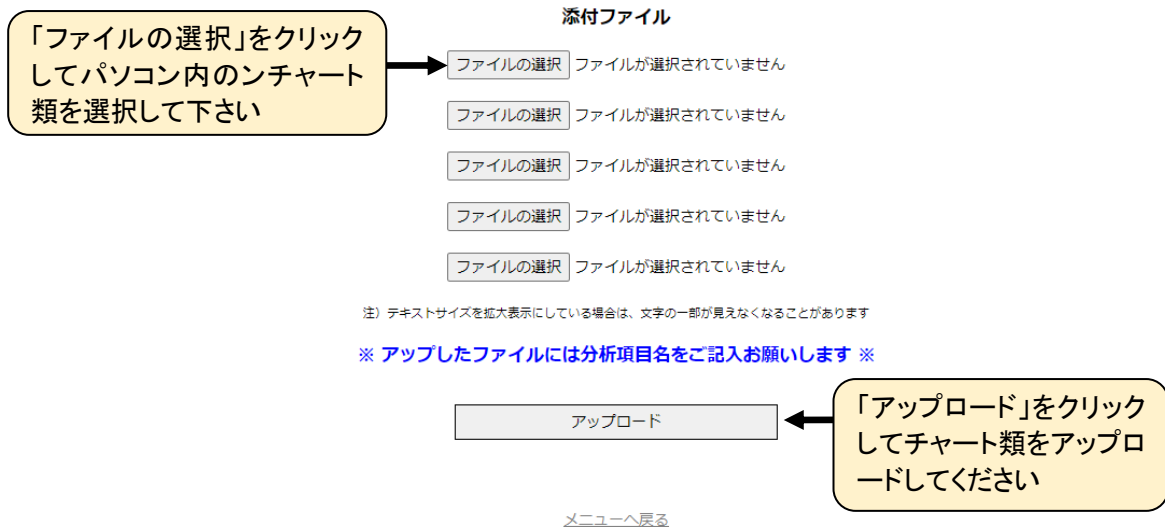 添付ファイル
「ファイルの選択」をクリック
してパソコン内のンチャート
類を選択して下さい
ファイルの選択 ファイルが選択されていません
ファイルの選択 ファイルが選択されていません
ファイルの選択 ファイルが選択されていません
ファイルの選択 ファイルが選択されていません
ファイルの選択 ファイルが選択されていません
注）テキストサイズを拡大表示にしている場合は、文字の一部が見えなくなることがあります
※ アップしたファイルには分析項目名をご記入お願いします ※
アップロード
「アップロード」をクリック
してチャート類をアップロ
ードしてください
メニューへ戻る